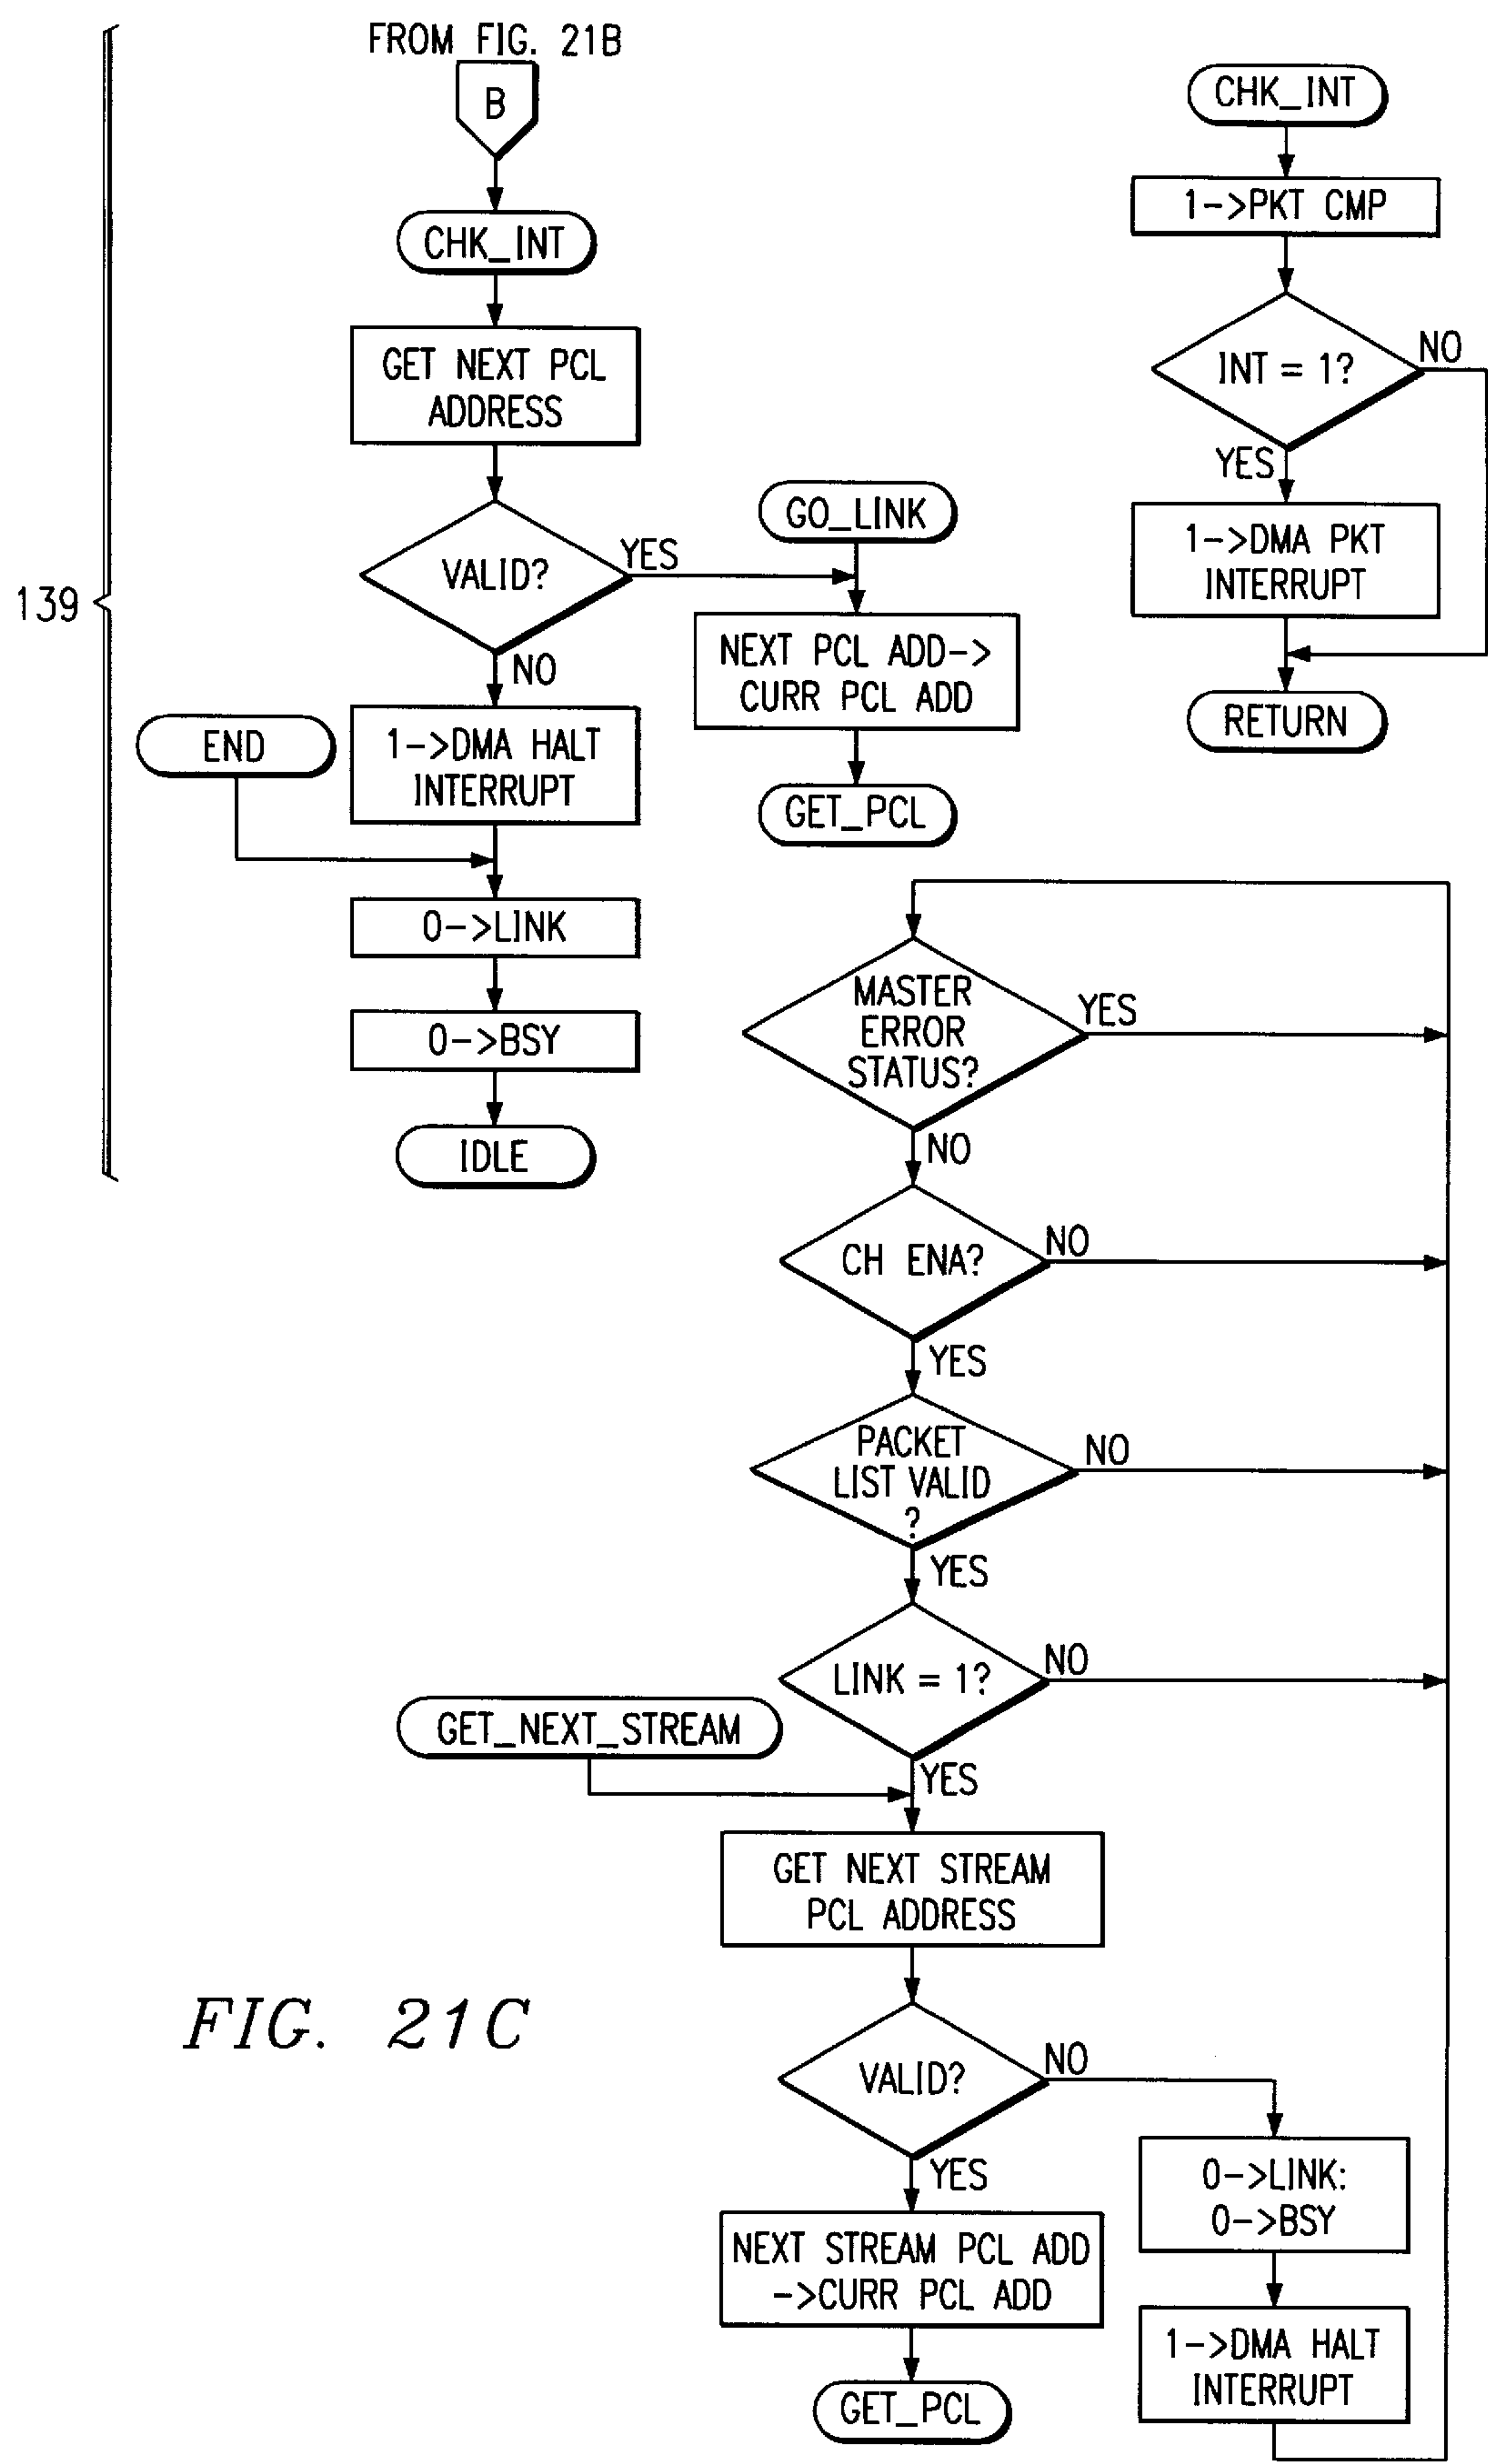 FROM FIG. 21B
B
CHK_INT
GET NEXT PCL
ADDRESS
VALID?
YES
NO
GO_LINK
NEXT PCL ADD->
CURR PCL ADD
GET_PCL
139
END
1->DMA HALT
INTERRUPT
0->LINK
0->BSY
IDLE
CHK_INT
1->PKT CMP
INT = 1?
NO
YES
1->DMA PKT
INTERRUPT
RETURN
MASTER
ERROR
STATUS?
YES
NO
CH ENA?
NO
YES
PACKET
LIST VALID
?
NO
YES
LINK = 1?
NO
YES
GET_NEXT_STREAM
GET NEXT STREAM
PCL ADDRESS
VALID?
NO
YES
0->LINK:
0->BSY
NEXT STREAM PCL ADD
->CURR PCL ADD
1->DMA HALT
INTERRUPT
GET_PCL
FIG. 21C